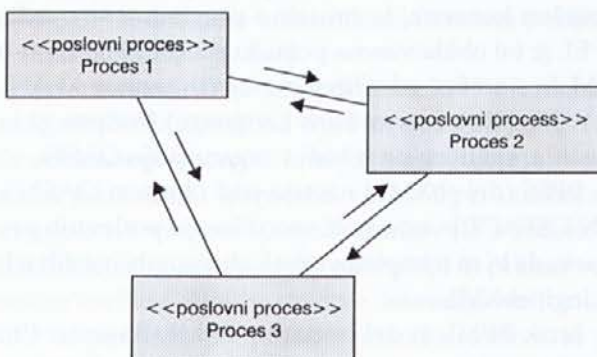 <<poslovni proces>>
Proces 1
<<poslovni process>>
Proces 2
<<poslovni proces>>
Proces 3